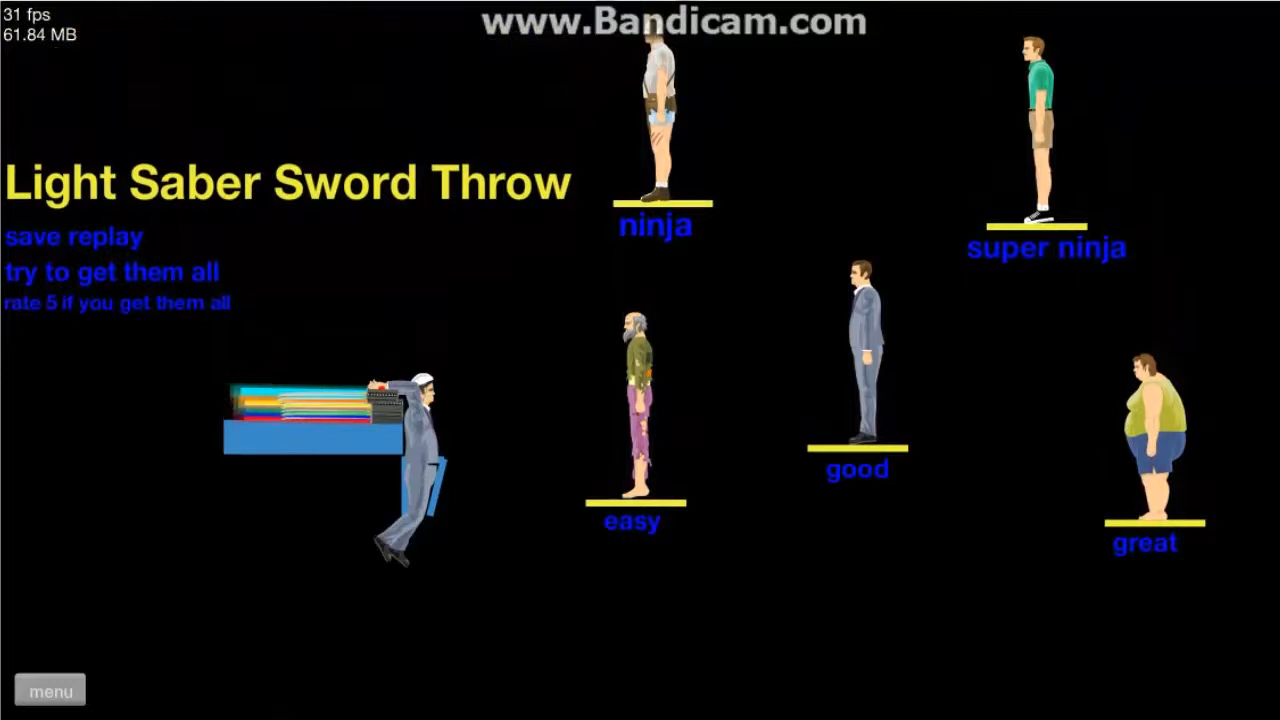 31 fps
61.84 MB
www.Bandicam.com
Light Saber Sword Throw
save replay
try to get them all
rate 5 if you get them all
ninja
super ninja
good
easy
great
menu